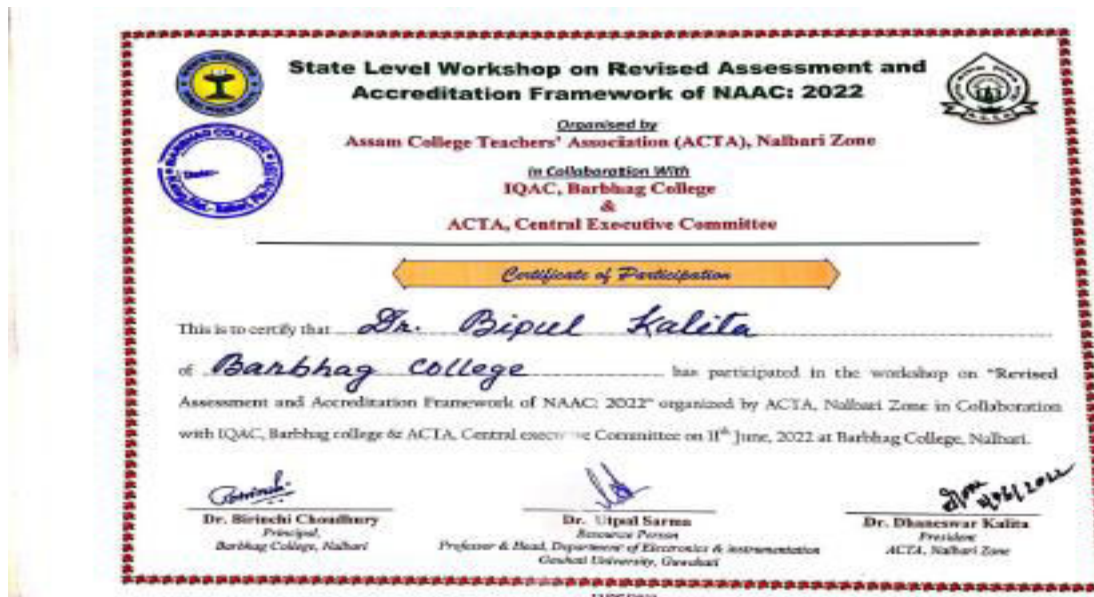 State Level Workshop on Revised Assessment and
Accreditation Framework of NAAC: 2022
Organised by
Assam College Teachers' Association (ACTA), Nalbari Zone
In Collaboration With
IQAC, Barbhag College
&
ACTA, Central Executive Committee
BARBHAG COLLEGE
Certificate of Participation
This is to certify that Dr. Bipul Kalita
of Barbhag College has participated in the workshop on "Revised
Assessment and Accreditation Framework of NAAC: 2022" organized by ACTA, Nalbari Zone in Collaboration
with IQAC, Barbhag college & ACTA, Central executive Committee on 11th June, 2022 at Barbhag College, Nalbari.
Dr. Birinchi Choudhury
Principal,
Barbhag College, Nalbari
Dr. Utpal Sarma
Resource Person
Professor & Head, Department of Electronics & instrumentation
Gauhati University, Guwahati
Dr. Dhaneswar Kalita
President
ACTA, Nalbari Zone